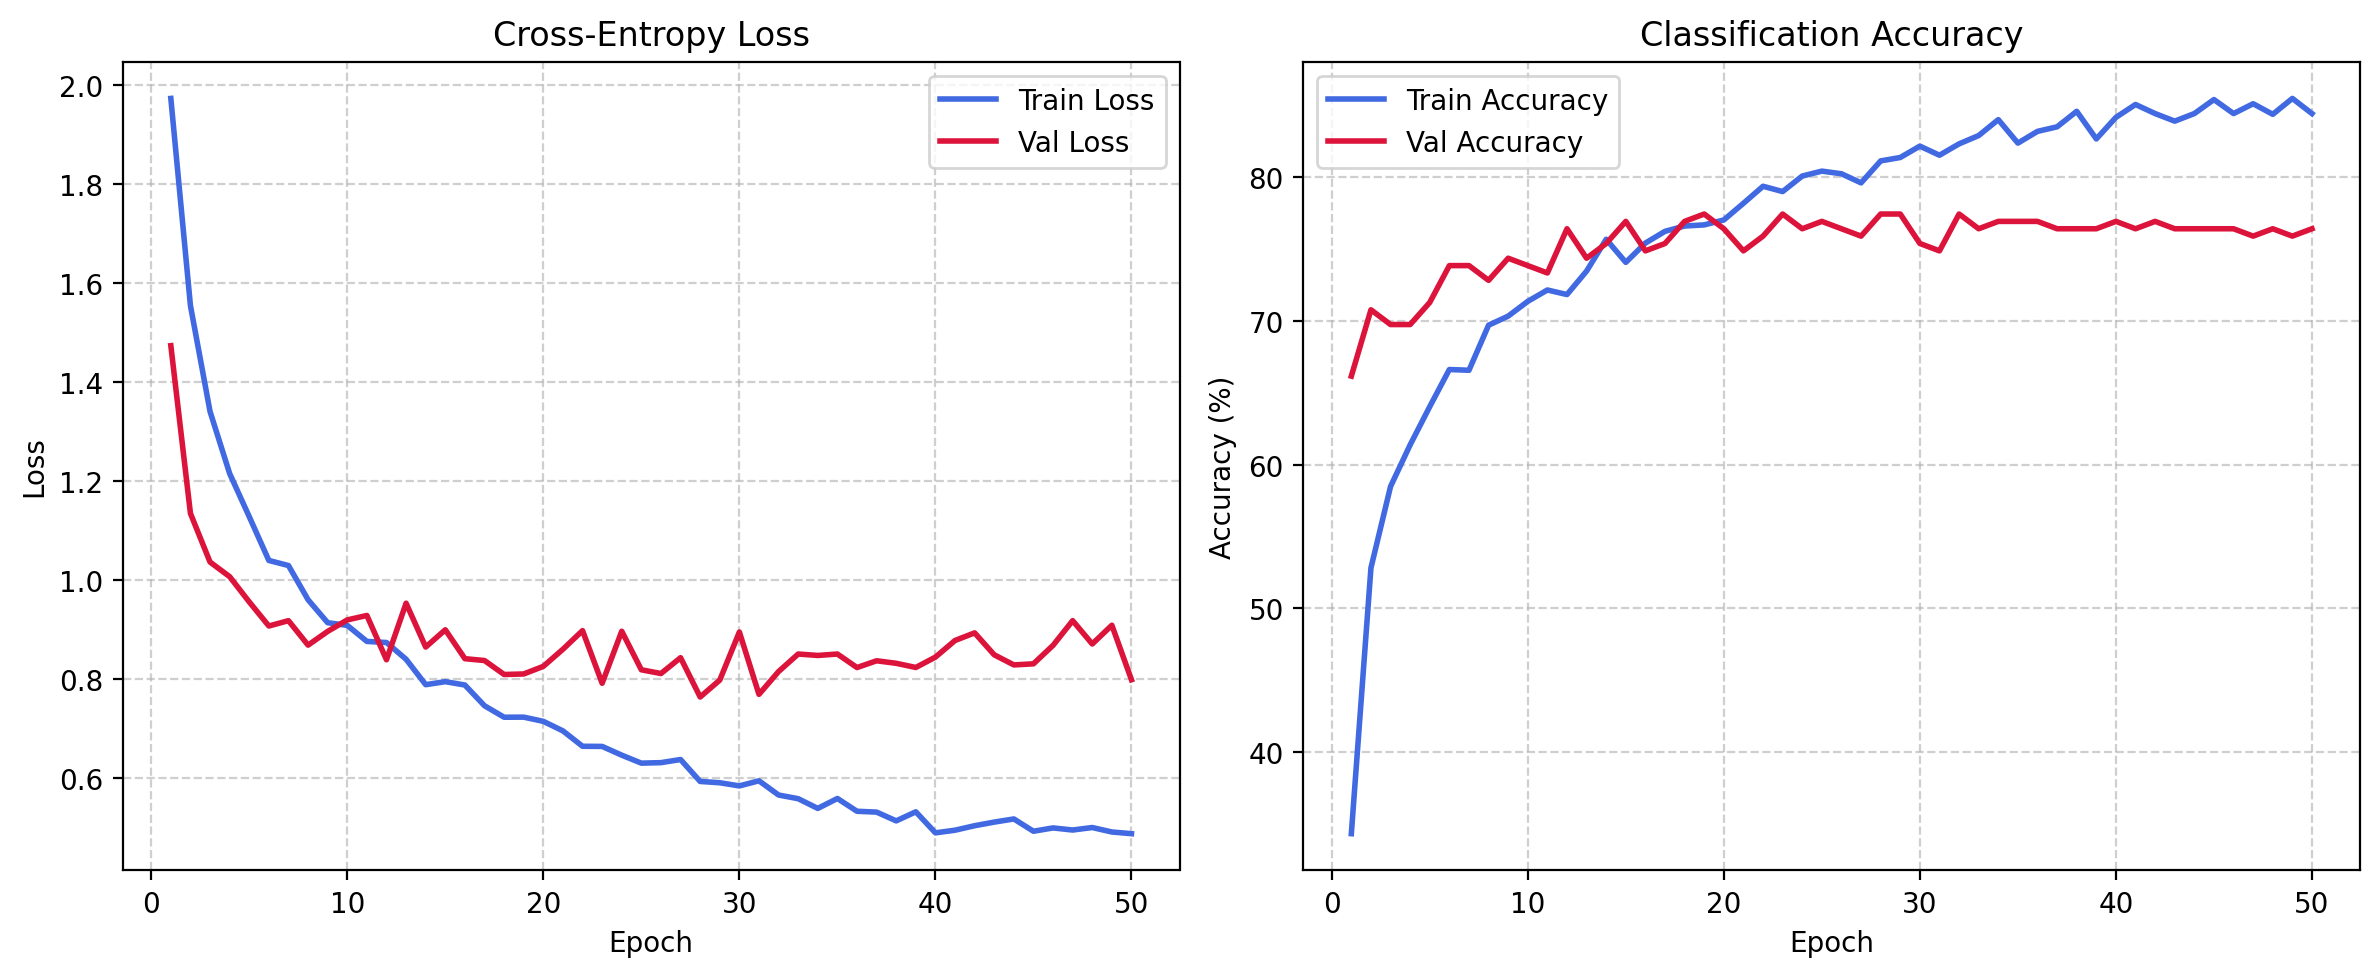 Cross-Entropy Loss
Train Loss
Val Loss
2.0
1.8
1.6
1.4
1.2
1.0
0.8
0.6
Loss
0 10 20 30 40 50
Epoch
Classification Accuracy
Train Accuracy
Val Accuracy
80
70
60
50
40
Accuracy (%)
0 10 20 30 40 50
Epoch